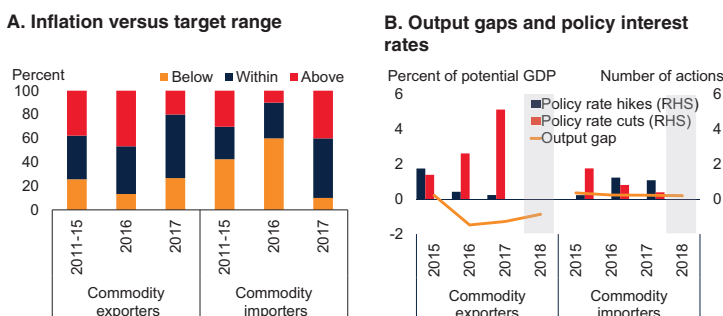 A. Inflation versus target range
Percent
Below Within Above
100
80
60
40
20
0
2011-15
2016
2017
2011-15
2016
2017
Commodity
exporters
Commodity
importers
B. Output gaps and policy interest
rates
Percent of potential GDP
Number of actions
6
4
2
0
-2
6
4
2
0
Policy rate hikes (RHS)
Policy rate cuts (RHS)
Output gap
2015
2016
2017
2018
2015
2016
2017
2018
Commodity
exporters
Commodity
importers